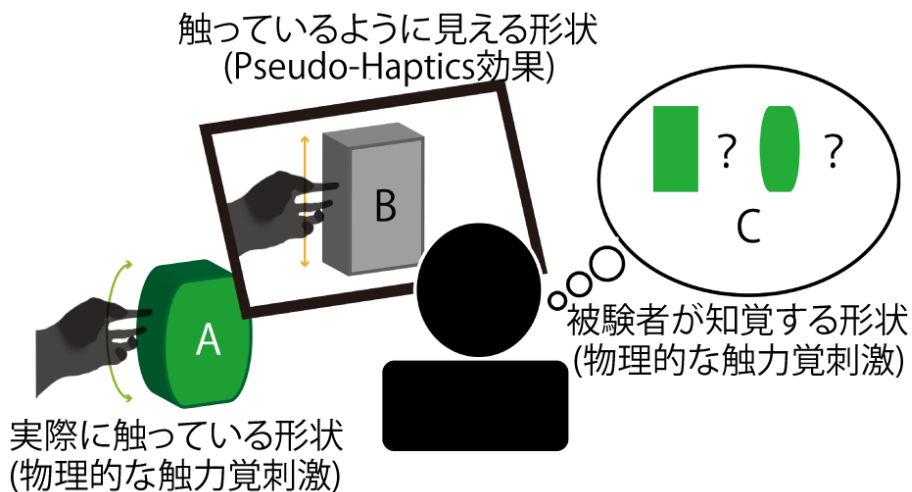 触っているように見える形状
(Pseudo-Haptics効果)
B
? ?
C
A
被験者が知覚する形状
(物理的な触力覚刺激)
実際に触っている形状
(物理的な触力覚刺激)